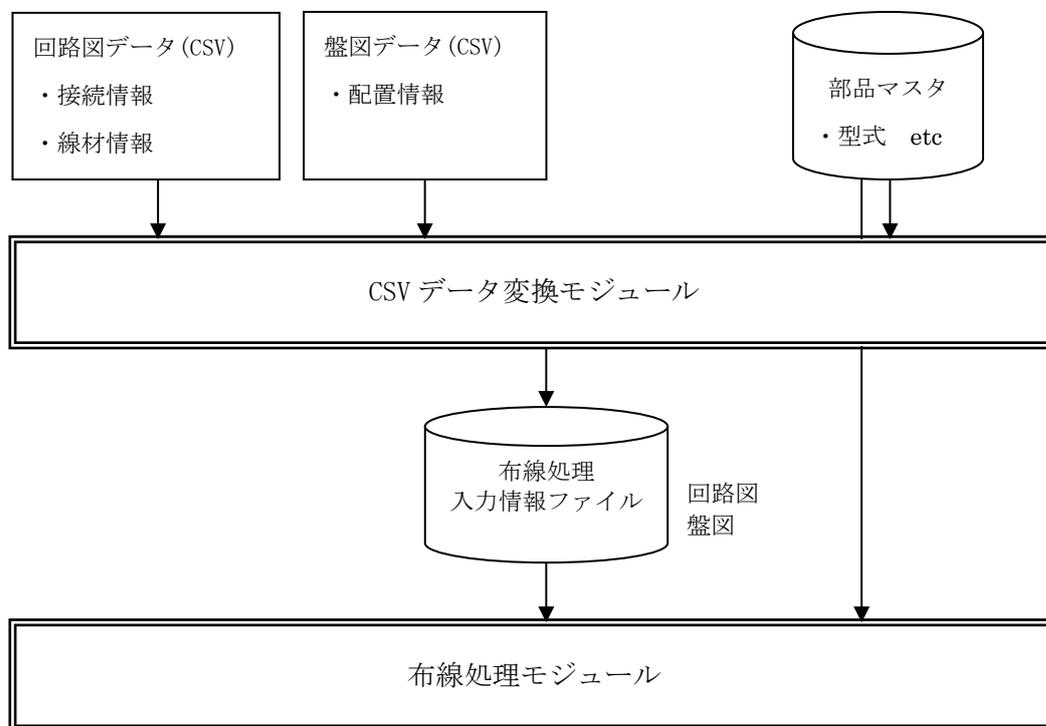 回路図データ(CSV)
・接続情報
・線材情報
盤図データ(CSV)
・配置情報
部品マスタ
・型式　etc
CSV データ変換モジュール
布線処理
入力情報ファイル
回路図
盤図
布線処理モジュール